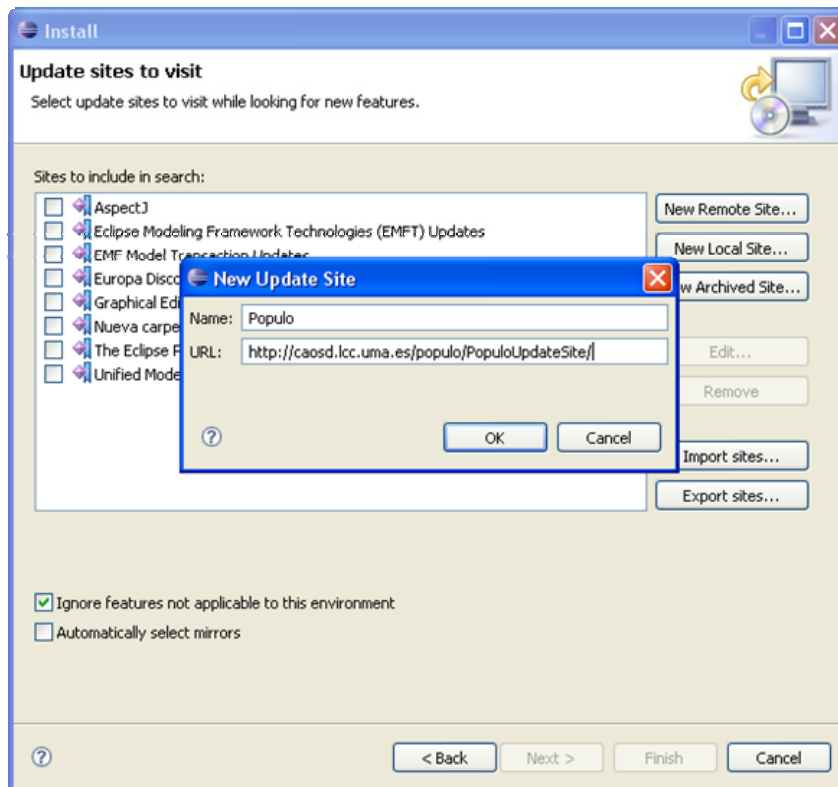 Install
Update sites to visit
Select update sites to visit while looking for new features.
Sites to include in search:
AspectJ
Eclipse Modeling Framework Technologies (EMFT) Updates
EMF Model Transaction Updates
Europa Disco
Graphical Edi
Nueva carpe
The Eclipse P
Unified Mode
New Remote Site...
New Local Site...
w Archived Site...
Edit...
Remove
Import sites...
Export sites...
New Update Site
Name: Populo
URL: http://caosd.lcc.uma.es/populo/PopuloUpdateSite/
OK Cancel
Ignore features not applicable to this environment
Automatically select mirrors
< Back Next > Finish Cancel